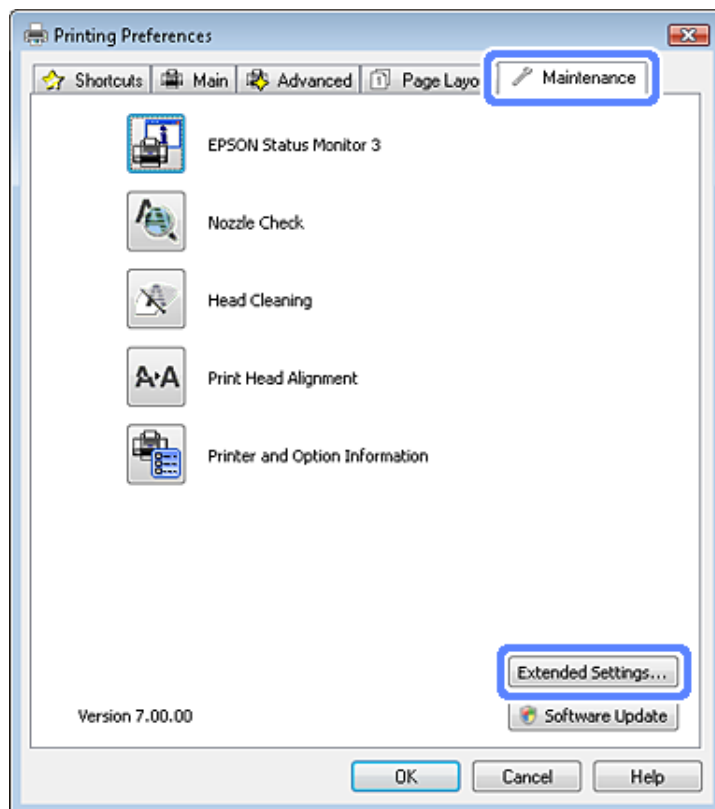 Printing Preferences
Shortcuts Main Advanced 1 Page Layo Maintenance
EPSON Status Monitor 3
Nozzle Check
Head Cleaning
A A Print Head Alignment
Printer and Option Information
Extended Settings...
Version 7.00.00 Software Update
OK Cancel Help